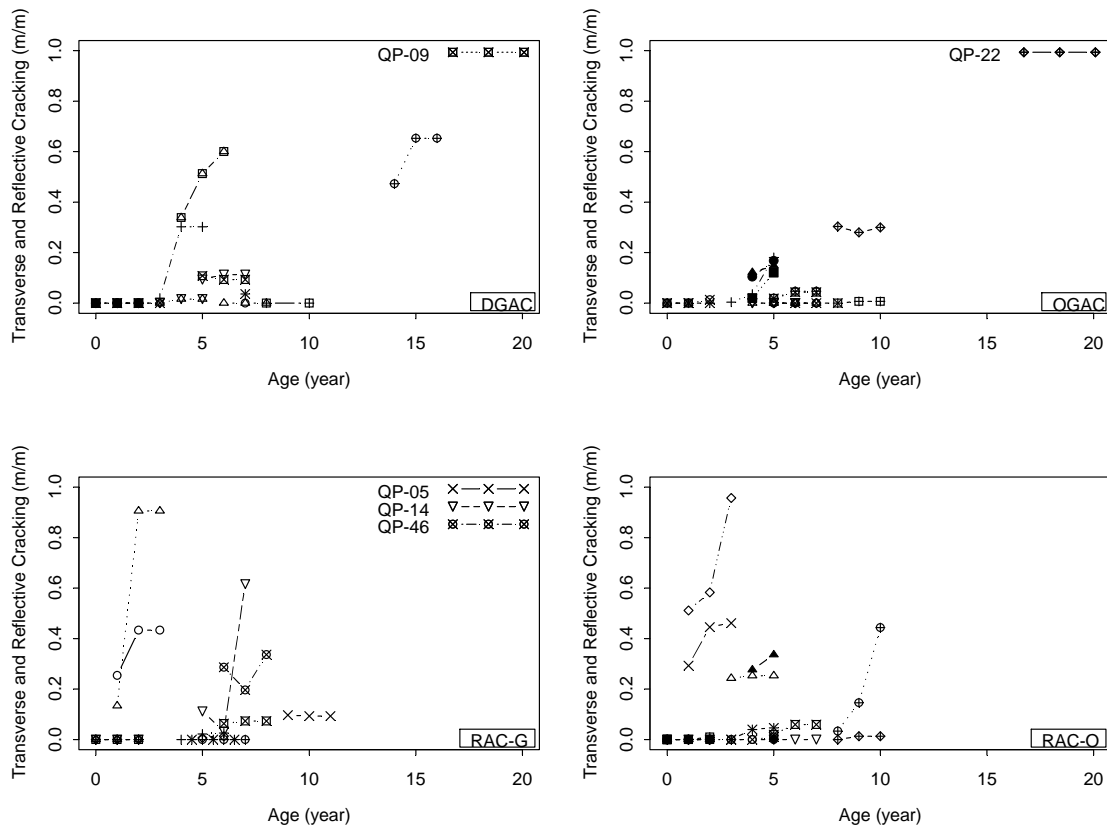 Transverse and Reflective Cracking (m/m)
1.0
0.8
0.6
0.4
0.2
0.0
QP-09
DGAC
0 5 10 15 20
Age (year)
Transverse and Reflective Cracking (m/m)
1.0
0.8
0.6
0.4
0.2
0.0
QP-22
OGAC
0 5 10 15 20
Age (year)
Transverse and Reflective Cracking (m/m)
1.0
0.8
0.6
0.4
0.2
0.0
QP-05
QP-14
QP-46
RAC-G
0 5 10 15 20
Age (year)
Transverse and Reflective Cracking (m/m)
1.0
0.8
0.6
0.4
0.2
0.0
RAC-O
0 5 10 15 20
Age (year)